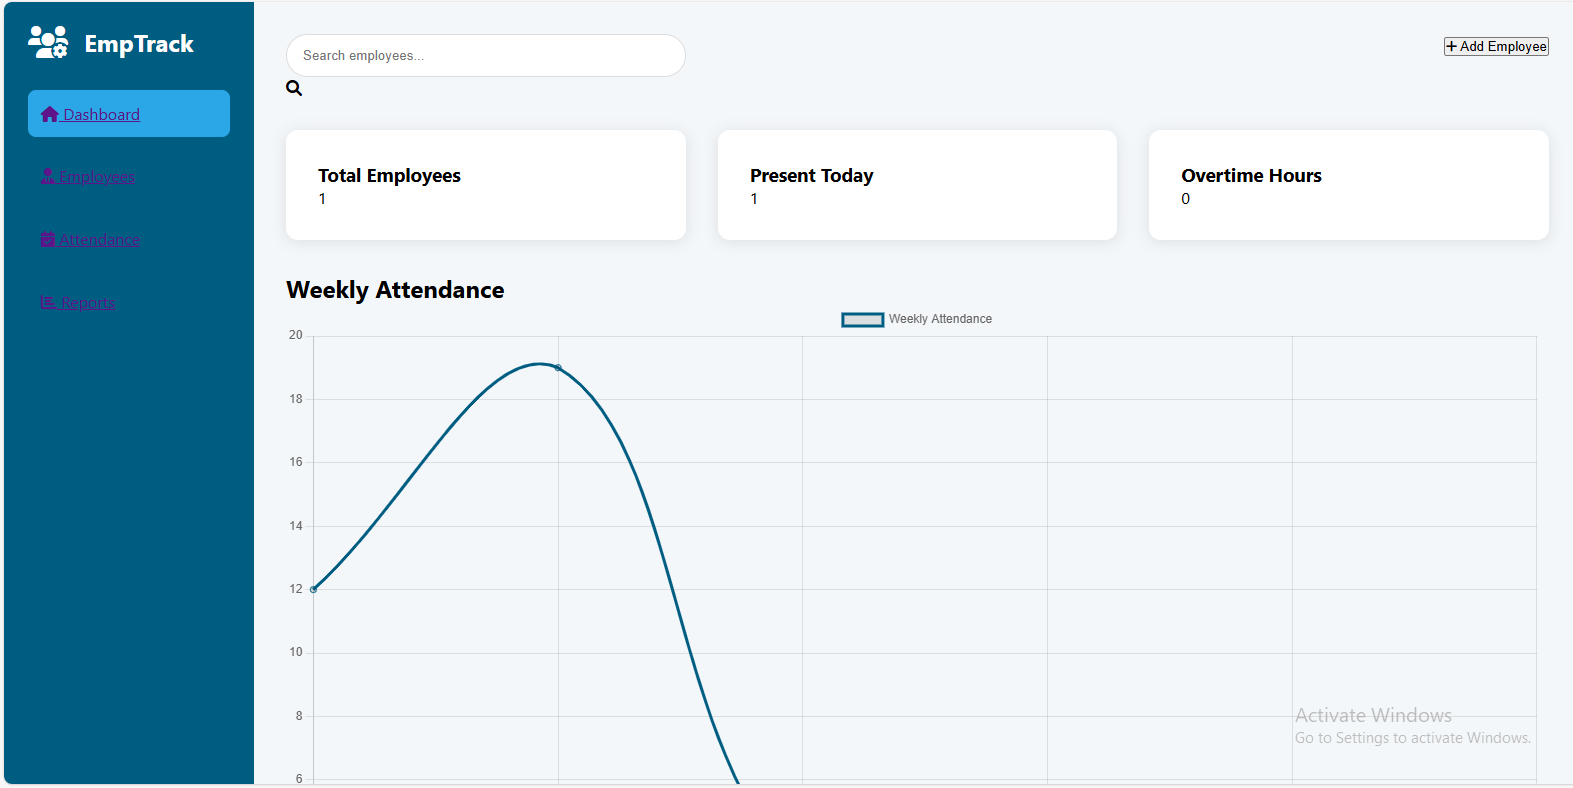 EmpTrack
Dashboard
Employees
Attendance
Reports
Search employees...
Add Employee
Total Employees
1
Present Today
1
Overtime Hours
0
Weekly Attendance
Weekly Attendance
20
18
16
14
12
10
8
6
Activate Windows
Go to Settings to activate Windows.